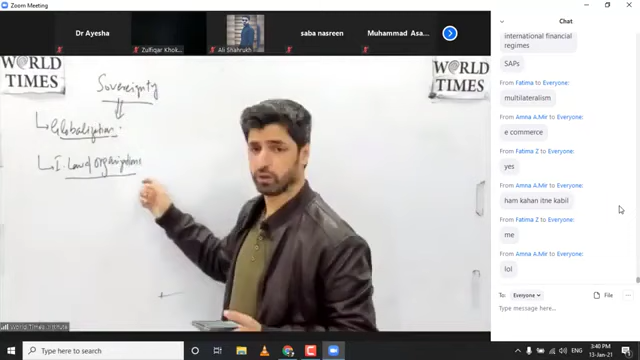 Zoom Meeting
Dr Ayesha
Zulfiqar Khok...
Ali Shahrukh
saba nasreen
Muhammad Asa...
W@RLD
TIMES
W@RLD
TIMES
Sovereignty
Globalization.
I. Law & organizations
World Times Institute
Chat
international financial
regimes
SAPs
From Fatima to Everyone:
multilateralism
From Amna A.Mir to Everyone:
e commerce
From Fatima Z to Everyone:
yes
From Amna A.Mir to Everyone:
ham kahan itne kabil
From Fatima Z to Everyone:
me
From Amna A.Mir to Everyone:
lol
To: Everyone
File
Type message here...
Type here to search
3:40 PM
13-Jan-21